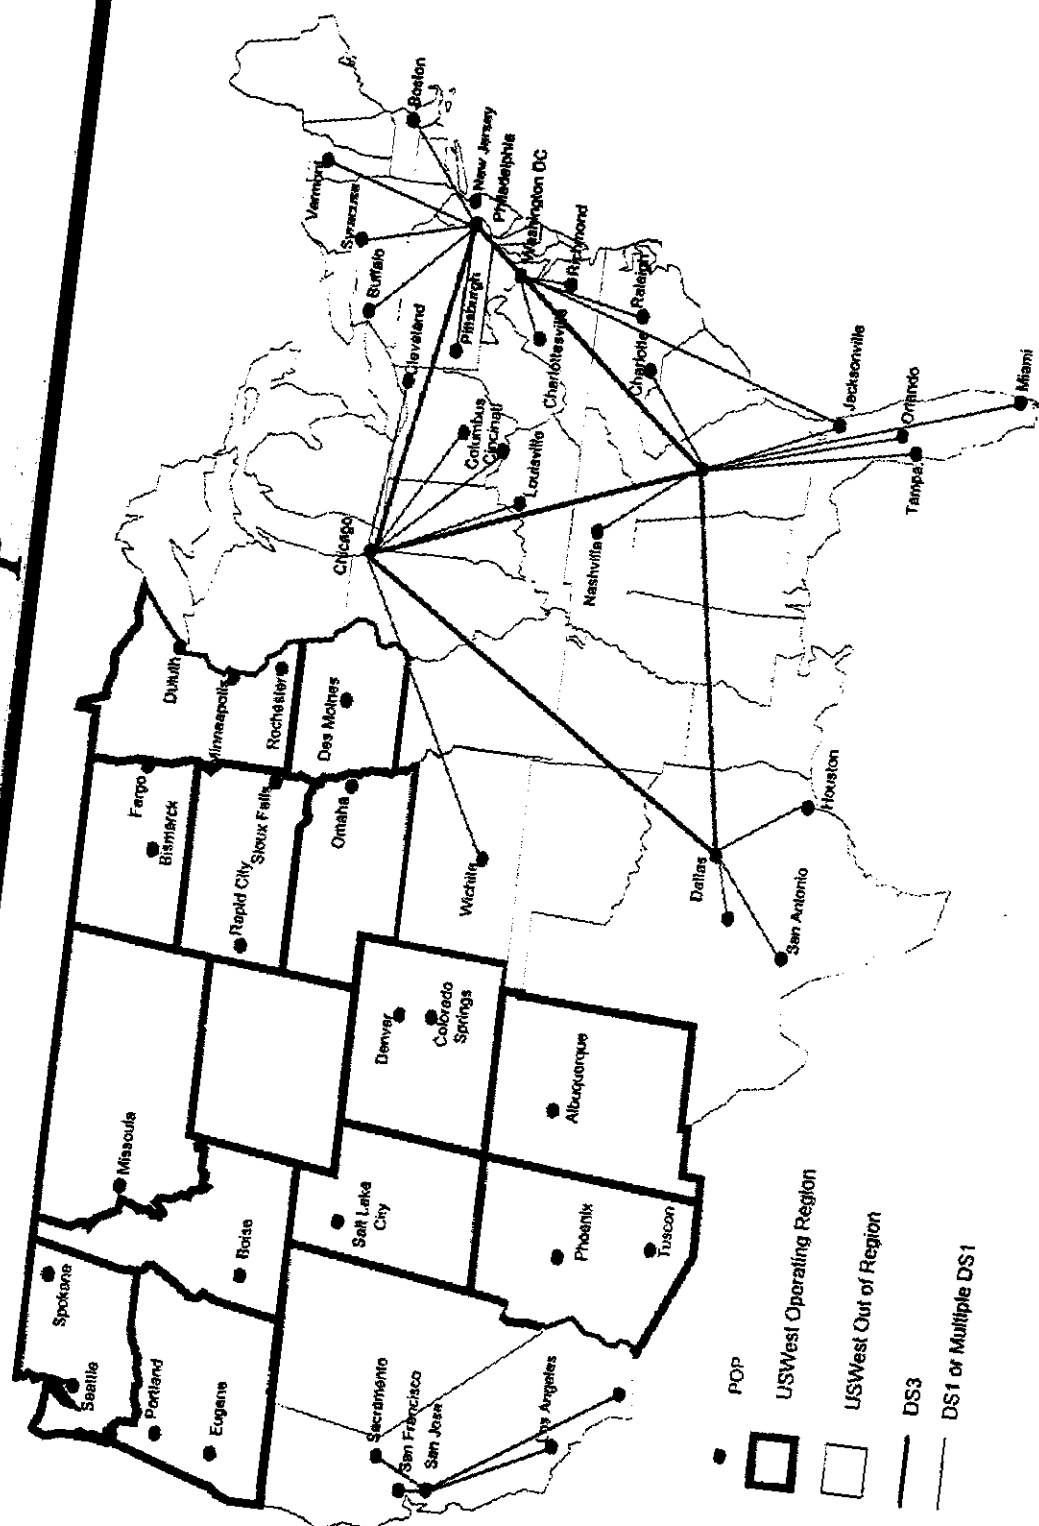 Seattle
Spokane
Portland
Eugene
Missoula
Boise
Salt Lake
City
Phoenix
Tuscon
Albuquerque
Denver
Colorado
Springs
Bismarck
Fargo
Rapid City
Sioux Falls
Omaha
Duluth
Minneapolis
Rochester
Des Moines
Wichita
Sacramento
San Francisco
San Jose
Los Angeles
Dallas
San Antonio
Houston
Chicago
Louisville
Columbus
Cincinati
Cleveland
Nashville
Buffalo
Syracuse
Vermont
Boston
New Jersey
Philadelphia
Washington DC
Richmond
Raleigh
Charlotte
Charlottesville
Jacksonville
Orlando
Miami
Tampa
POP
USWest Operating Region
USWest Out of Region
DS3
DS1 or Multiple DS1